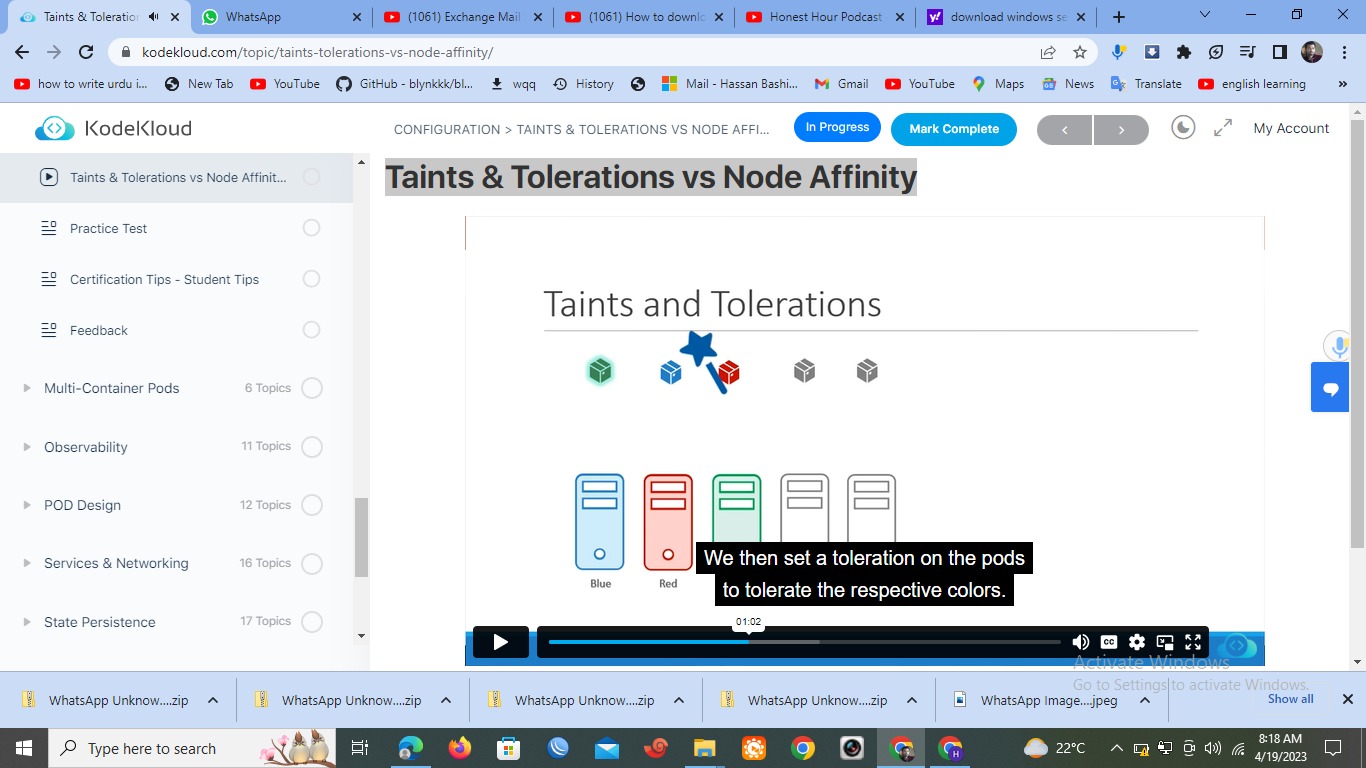 Taints & Toleration
WhatsApp
(1061) Exchange Mail
(1061) How to downlo
Honest Hour Podcast
download windows se
kodekloud.com/topic/taints-tolerations-vs-node-affinity/
how to write urdu i...
New Tab
YouTube
GitHub - blynkkk/bl...
wqq
History
Mail - Hassan Bashi...
Gmail
YouTube
Maps
News
Translate
english learning
»
KodeKloud
CONFIGURATION > TAINTS & TOLERATIONS VS NODE AFFI...
In Progress
Mark Complete
<
>
My Account
Taints & Tolerations vs Node Affinit...
Practice Test
Certification Tips - Student Tips
Feedback
Multi-Container Pods 6 Topics
Observability 11 Topics
POD Design 12 Topics
Services & Networking 16 Topics
State Persistence 17 Topics
Taints & Tolerations vs Node Affinity
Taints and Tolerations
Blue
Red
We then set a toleration on the pods
to tolerate the respective colors.
01:02
CC
Activate Windows
Go to Settings to activate Windows.
WhatsApp Unknow....zip
WhatsApp Unknow....zip
WhatsApp Unknow....zip
WhatsApp Unknow....zip
WhatsApp Image....jpeg
Show all
Type here to search
22°C
8:18 AM
4/19/2023